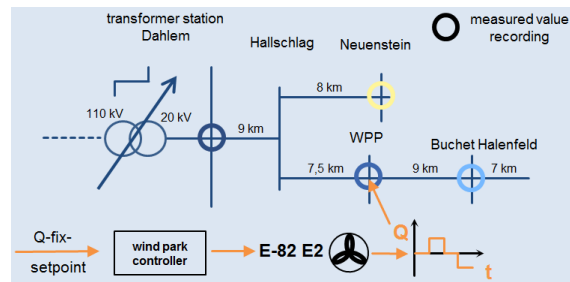 transformer station
Dahlem
Hallschlag
Neuenstein
measured value
recording
110 kV
20 kV
9 km
8 km
WPP
Buchet Halenfeld
7,5 km
9 km
7 km
Q-fix-
setpoint
wind park
controller
E-82 E2
Q
t